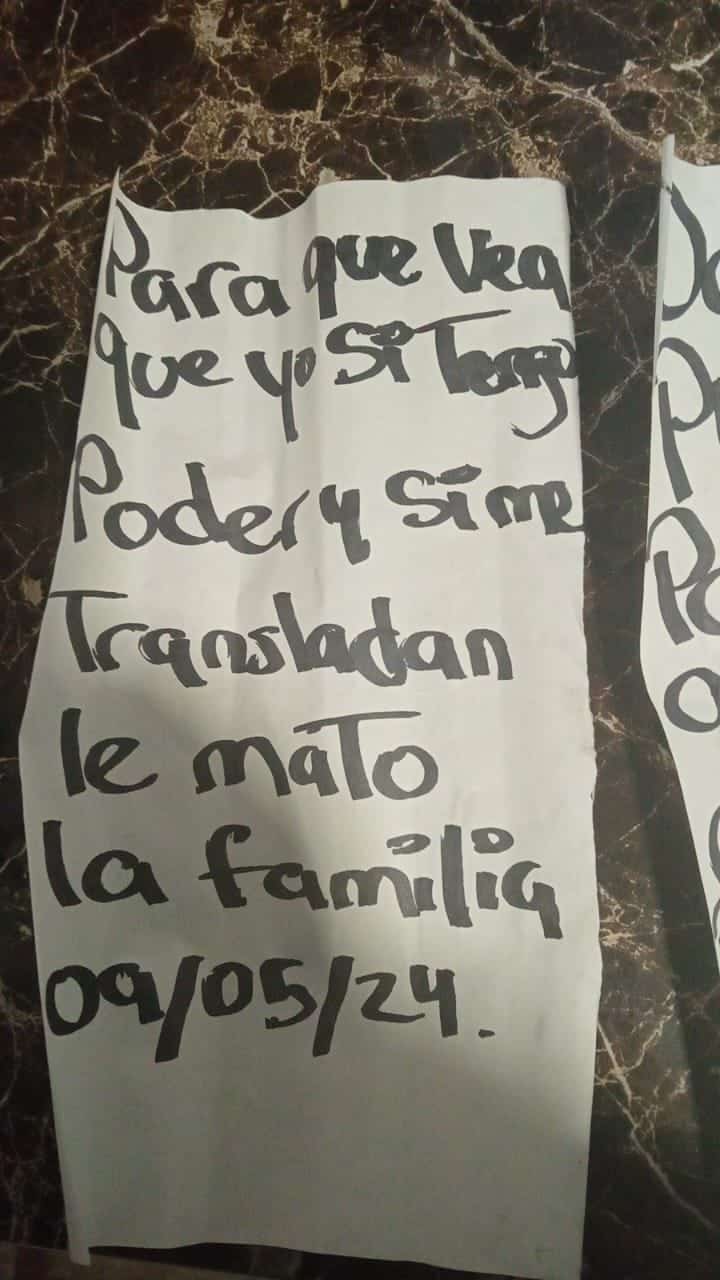 Para que Vea
que yo Si Tengo
Poder y Si me
Transladan
le maTo
la familia
09/05/24.